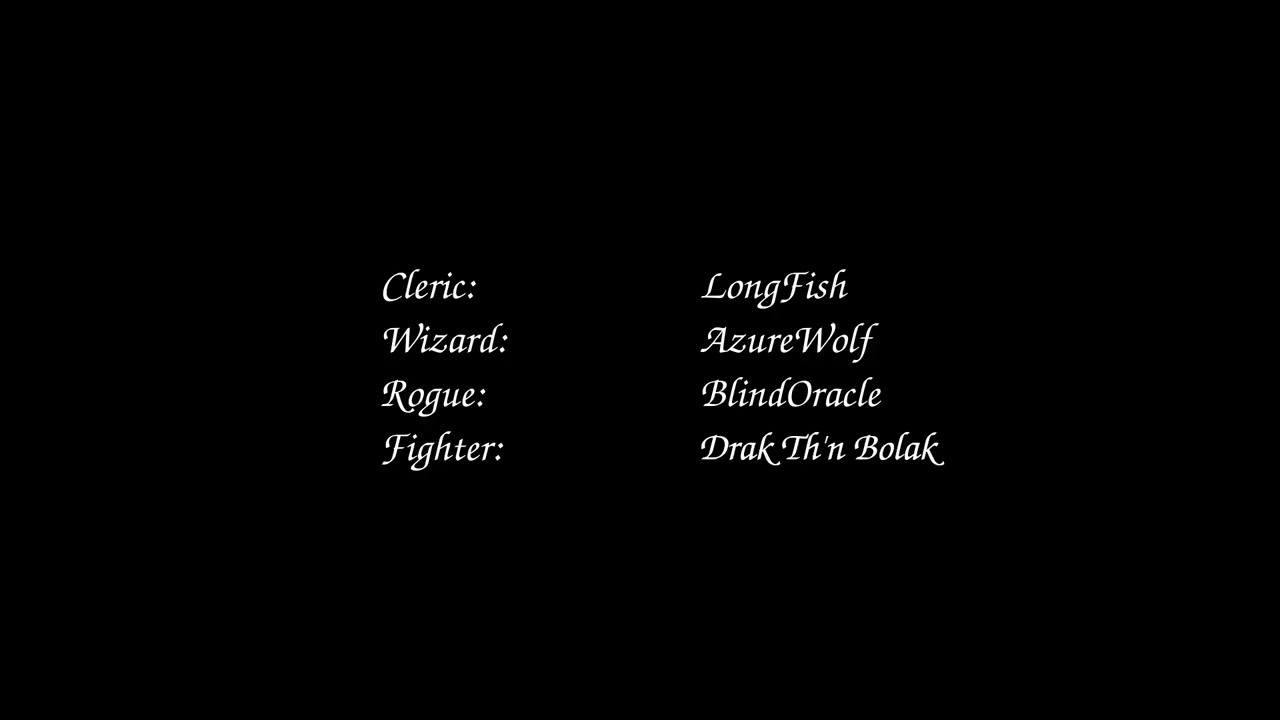 Cleric: LongFish
Wizard: AzureWolf
Rogue: BlindOracle
Fighter: Drak Th'n Bolak